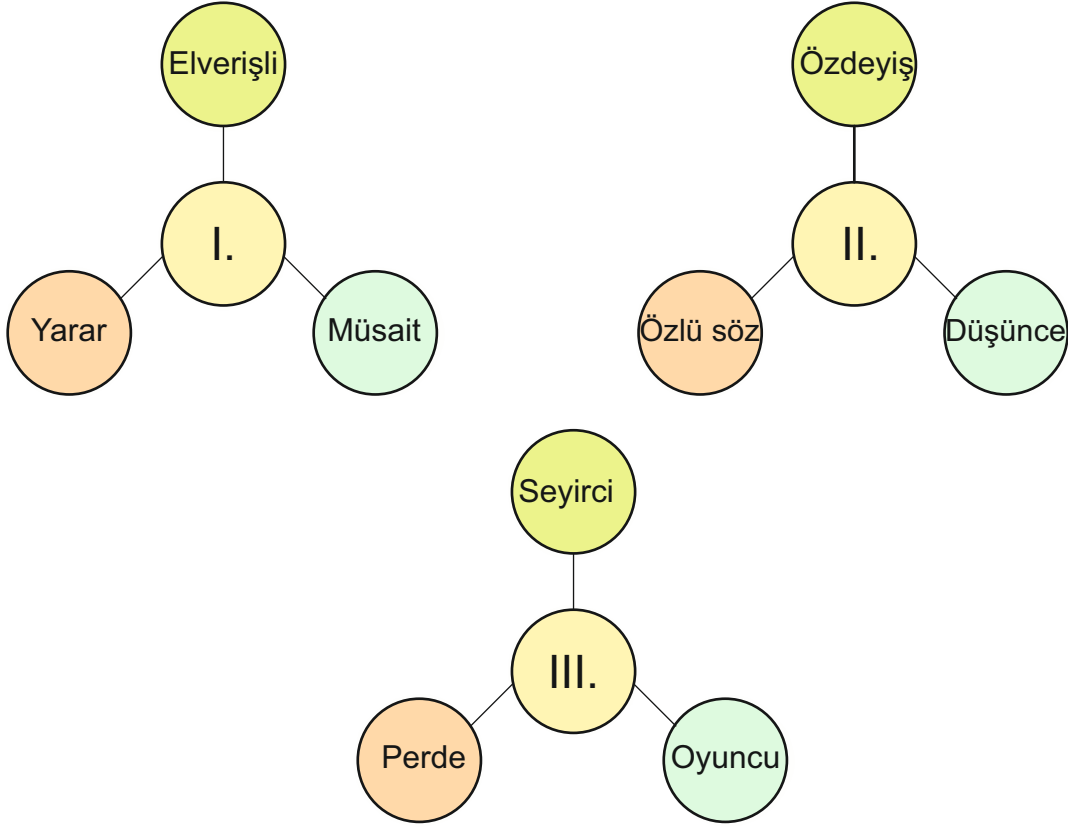 Elverişli
I.
Yarar
Müsait
Özdeyiş
II.
Özlü söz
Düşünce
Seyirci
III.
Perde
Oyuncu